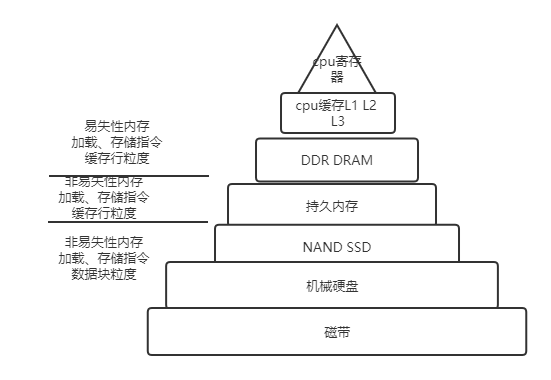 cpu寄存
器
cpu缓存L1 L2
L3
易失性内存
加载、存储指令
缓存行粒度
DDR DRAM
非易失性内存
加载、存储指令
缓存行粒度
持久内存
非易失性内存
加载、存储指令
数据块粒度
NAND SSD
机械硬盘
磁带